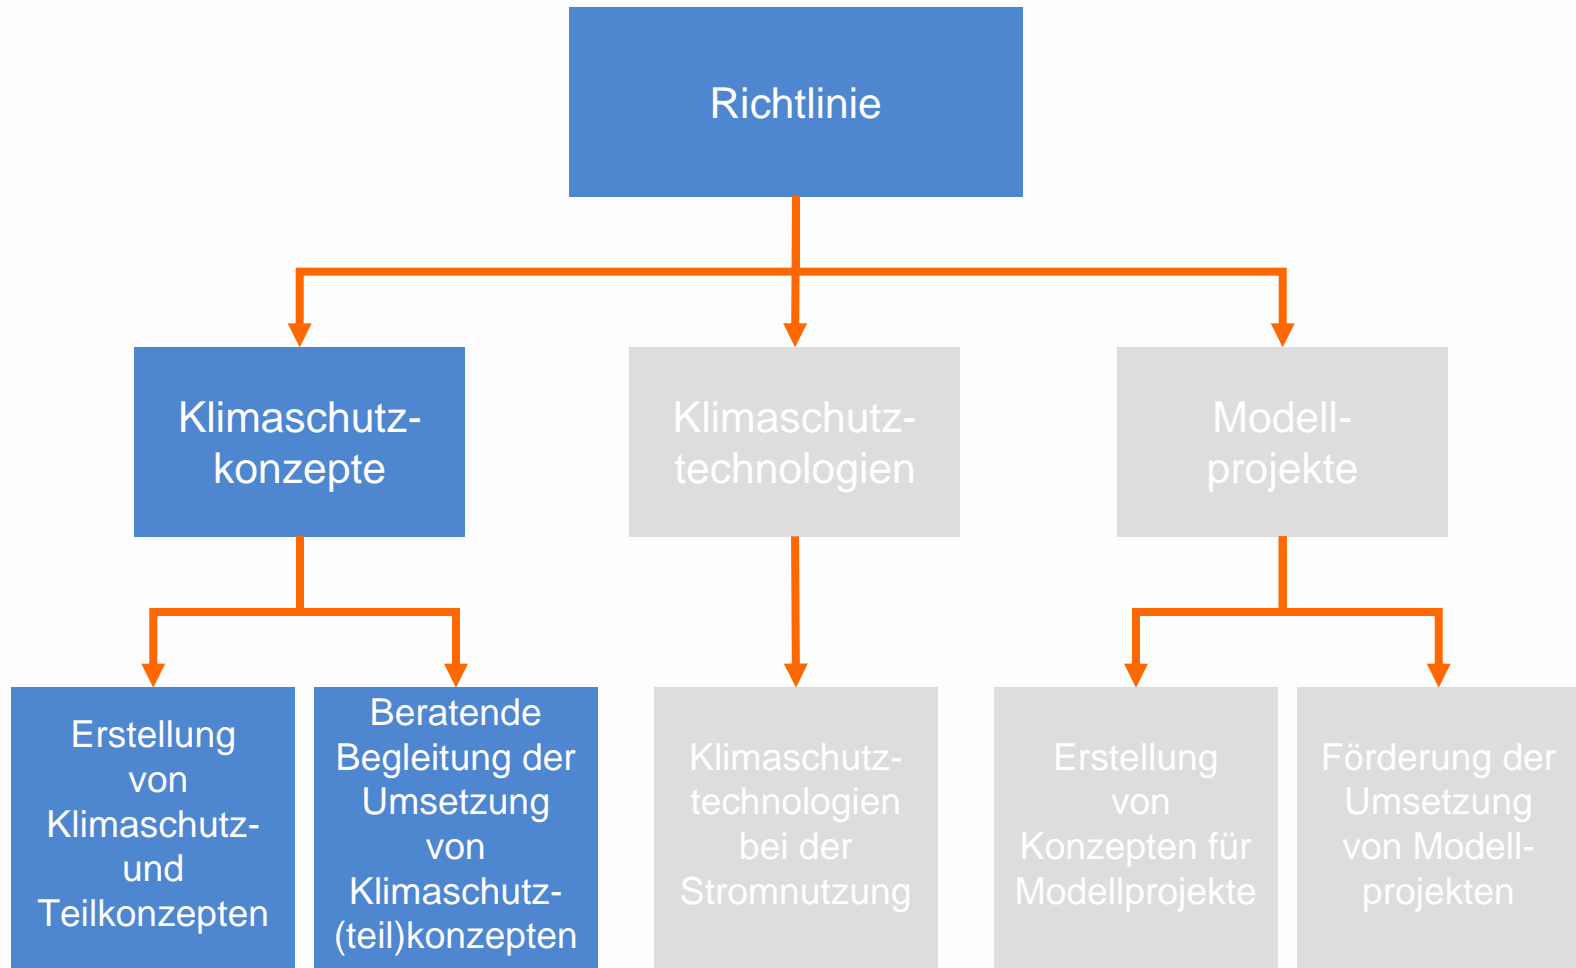 Richtlinie
Klimaschutz-
konzepte
Klimaschutz-
technologien
Modell-
projekte
Erstellung
von
Klimaschutz-
und
Teilkonzepten
Beratende
Begleitung der
Umsetzung
von
Klimaschutz-
(teil)konzepten
Klimaschutz-
technologien
bei der
Stromnutzung
Erstellung
von
Konzepten für
Modellprojekte
Förderung der
Umsetzung
von Modell-
projekten